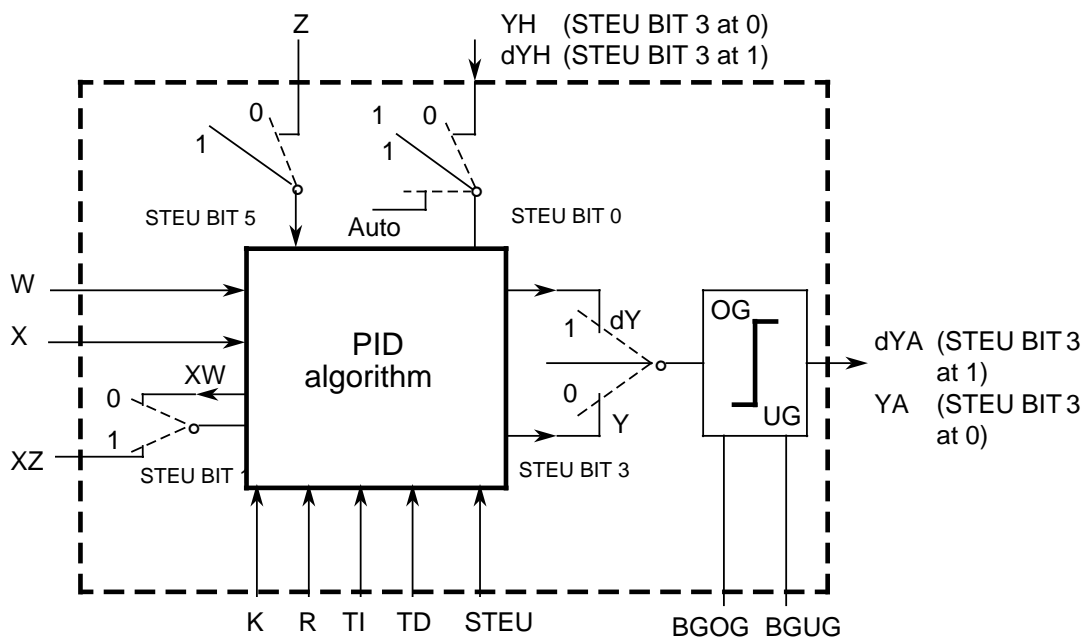 Z
YH (STEU BIT 3 at 0)
dYH (STEU BIT 3 at 1)
0
1
1
0
1
STEU BIT 5
Auto
STEU BIT 0
W
X
PID
algorithm
XW
0
1
XZ
STEU BIT
dY
1
0
Y
STEU BIT 3
OG
UG
dYA (STEU BIT 3
at 1)
YA (STEU BIT 3
at 0)
K R TI TD STEU
BGOG BGUG